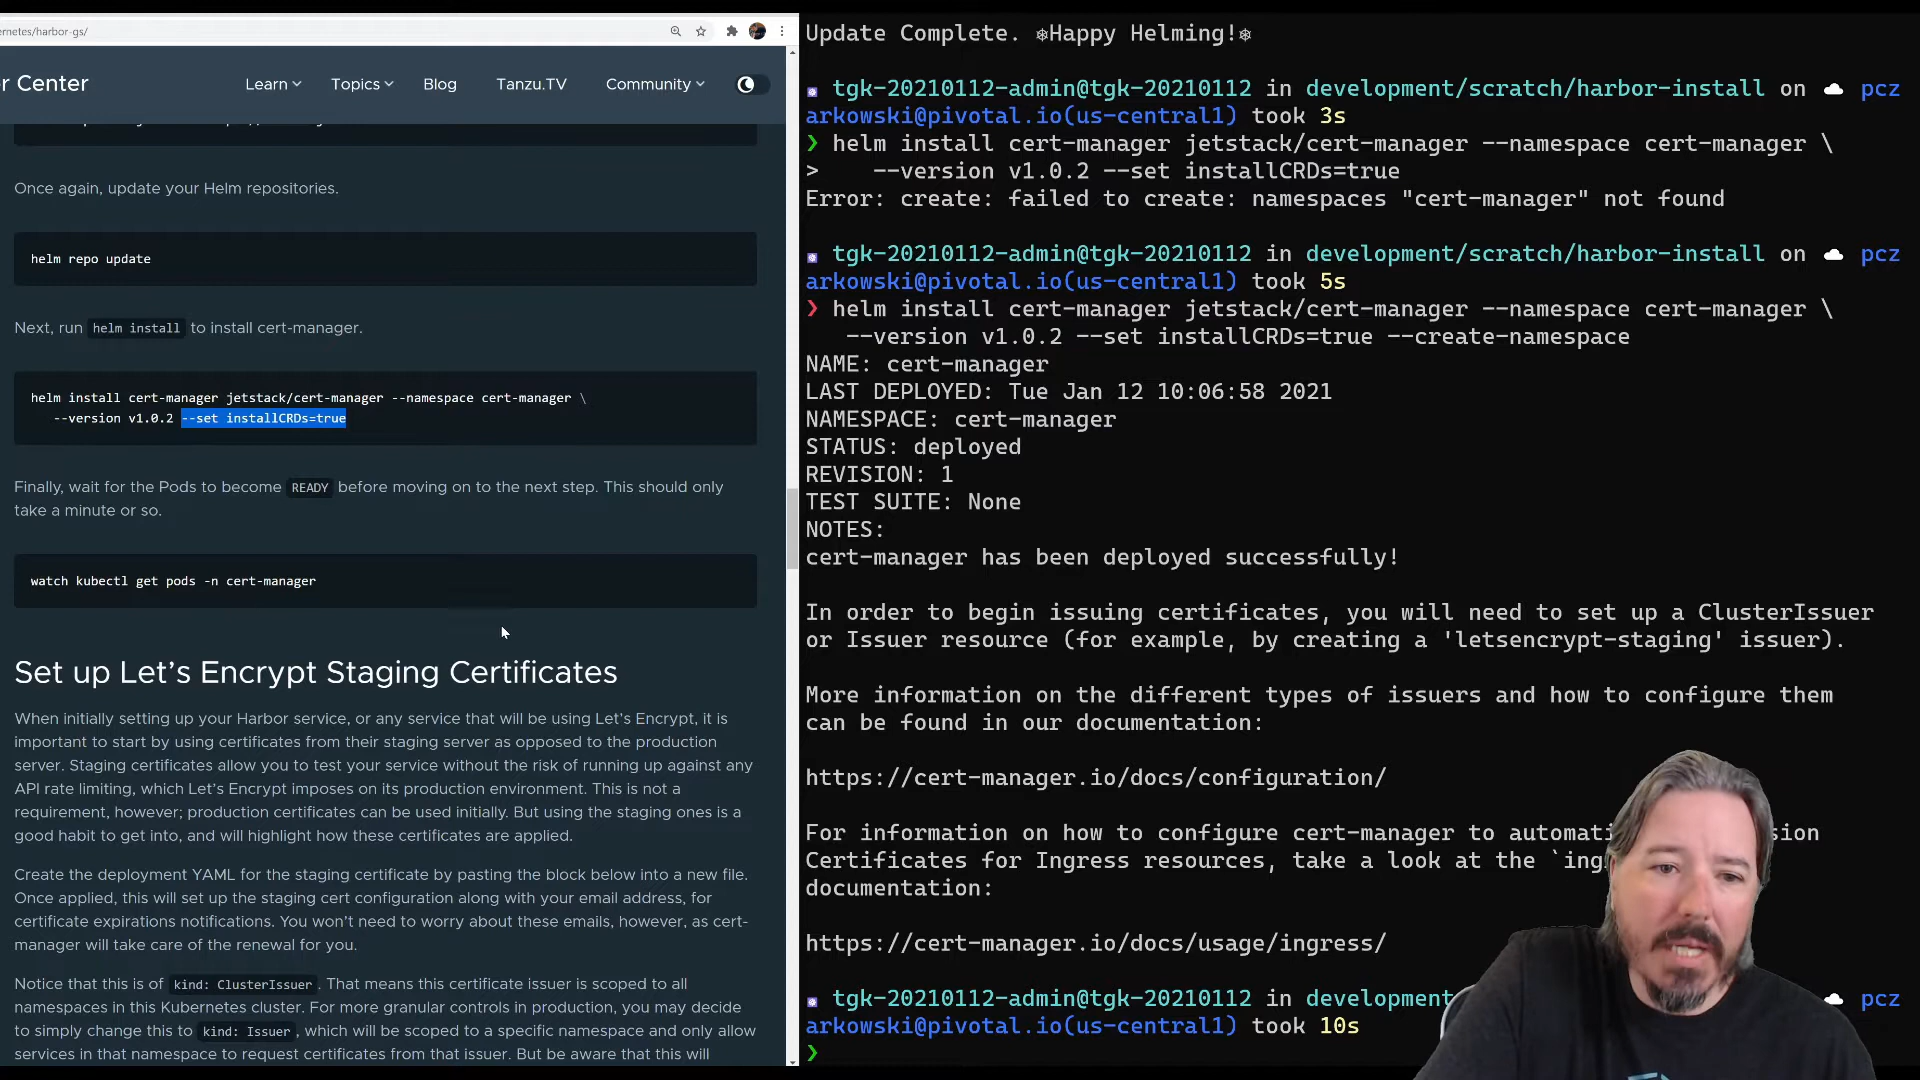 ernetes/harbor-gs/
r Center
Learn
Topics
Blog
Tanzu.TV
Community
Once again, update your Helm repositories.
helm repo update
Next, run helm install to install cert-manager.
helm install cert-manager jetstack/cert-manager --namespace cert-manager \
--version v1.0.2 --set installCRDs=true
Finally, wait for the Pods to become READY before moving on to the next step. This should only
take a minute or so.
watch kubectl get pods -n cert-manager
Set up Let’s Encrypt Staging Certificates
When initially setting up your Harbor service, or any service that will be using Let’s Encrypt, it is
important to start by using certificates from their staging server as opposed to the production
server. Staging certificates allow you to test your service without the risk of running up against any
API rate limiting, which Let’s Encrypt imposes on its production environment. This is not a
requirement, however; production certificates can be used initially. But using the staging ones is a
good habit to get into, and will highlight how these certificates are applied.
Create the deployment YAML for the staging certificate by pasting the block below into a new file.
Once applied, this will set up the staging cert configuration along with your email address, for
certificate expirations notifications. You won’t need to worry about these emails, however, as cert-
manager will take care of the renewal for you.
Notice that this is of kind: ClusterIssuer. That means this certificate issuer is scoped to all
namespaces in this Kubernetes cluster. For more granular controls in production, you may decide
to simply change this to kind: Issuer, which will be scoped to a specific namespace and only allow
services in that namespace to request certificates from that issuer. But be aware that this will
Update Complete. ⎈Happy Helming!⎈
tgk-20210112-admin@tgk-20210112 in development/scratch/harbor-install on ☁ pcz
arkowski@pivotal.io(us-central1) took 3s
❯ helm install cert-manager jetstack/cert-manager --namespace cert-manager \
> --version v1.0.2 --set installCRDs=true
Error: create: failed to create: namespaces "cert-manager" not found
tgk-20210112-admin@tgk-20210112 in development/scratch/harbor-install on ☁ pcz
arkowski@pivotal.io(us-central1) took 5s
❯ helm install cert-manager jetstack/cert-manager --namespace cert-manager \
--version v1.0.2 --set installCRDs=true --create-namespace
NAME: cert-manager
LAST DEPLOYED: Tue Jan 12 10:06:58 2021
NAMESPACE: cert-manager
STATUS: deployed
REVISION: 1
TEST SUITE: None
NOTES:
cert-manager has been deployed successfully!
In order to begin issuing certificates, you will need to set up a ClusterIssuer
or Issuer resource (for example, by creating a 'letsencrypt-staging' issuer).
More information on the different types of issuers and how to configure them
can be found in our documentation:
https://cert-manager.io/docs/configuration/
For information on how to configure cert-manager to automati sion
Certificates for Ingress resources, take a look at the `ing
documentation:
https://cert-manager.io/docs/usage/ingress/
tgk-20210112-admin@tgk-20210112 in development ☁ pcz
arkowski@pivotal.io(us-central1) took 10s
❯